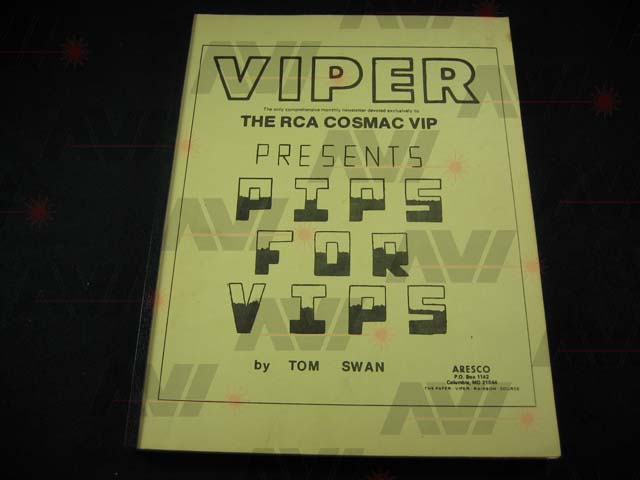 VIPER
The only comprehensive monthly newsletter devoted exclusively to
THE RCA COSMAC VIP
PRESENTS
PIPS
FOR
VIPS
by TOM SWAN
ARESCO
P.O. Box 1142
Columbia, MD 21044
THE PAPER · VIPER · RAINBOW · SOURCE
AVI